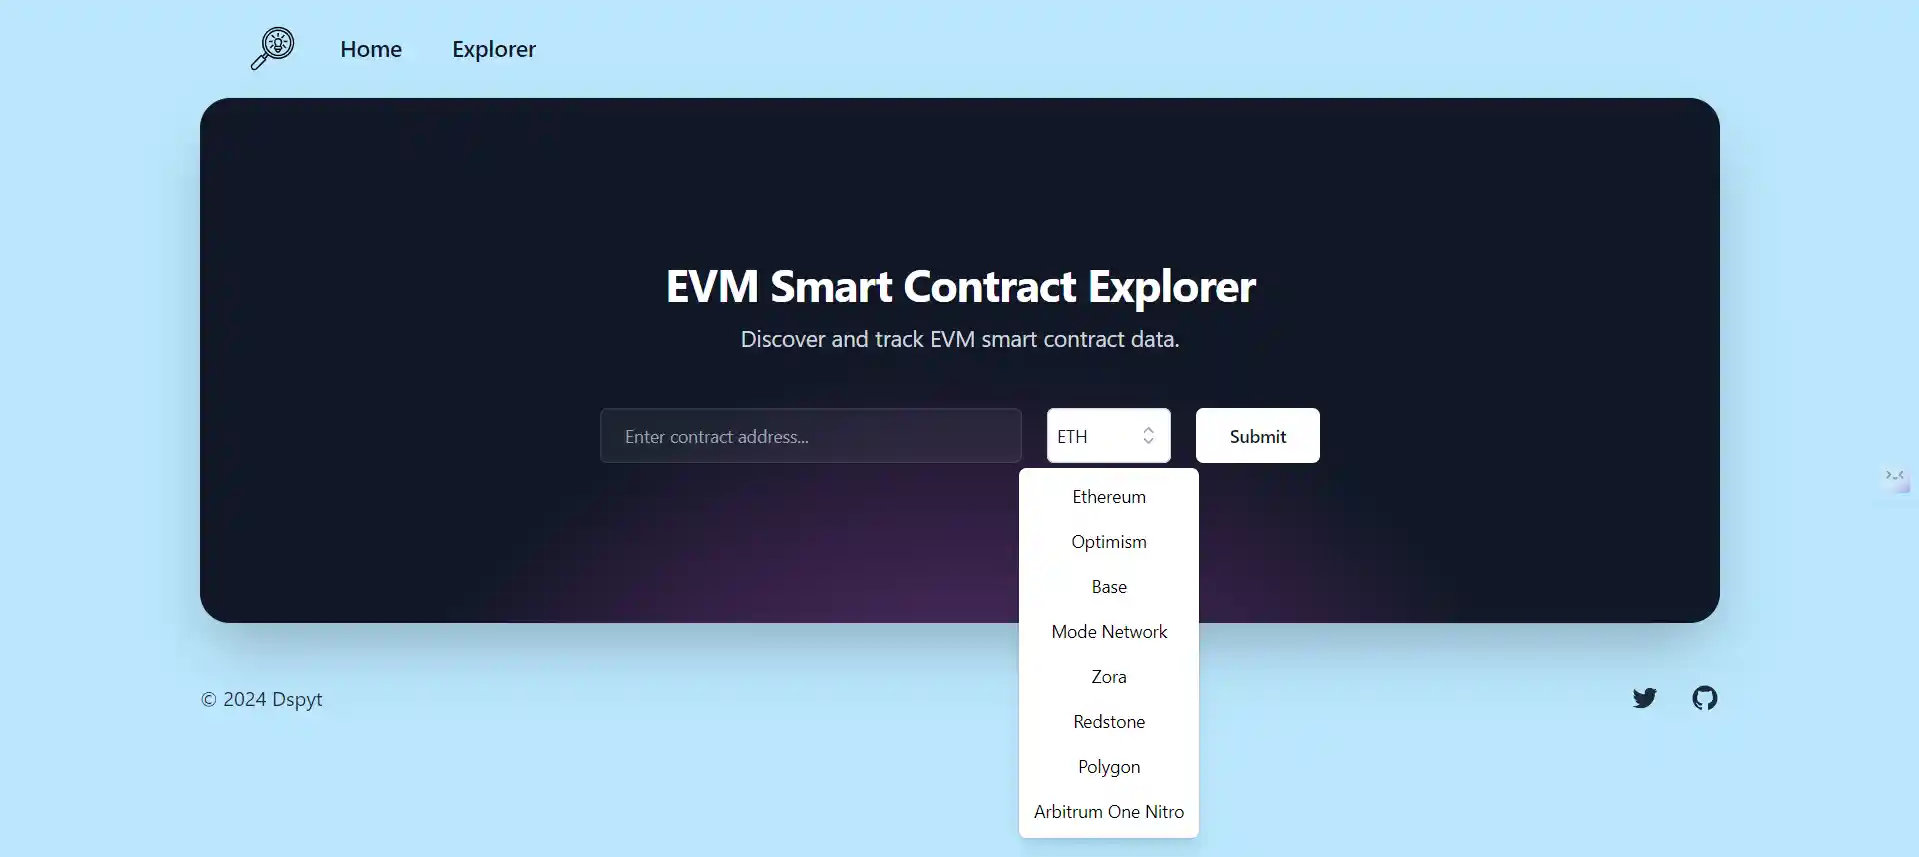 Home
Explorer
EVM Smart Contract Explorer
Discover and track EVM smart contract data.
Enter contract address...
ETH
Submit
Ethereum
Optimism
Base
Mode Network
Zora
Redstone
Polygon
Arbitrum One Nitro
© 2024 Dspyt